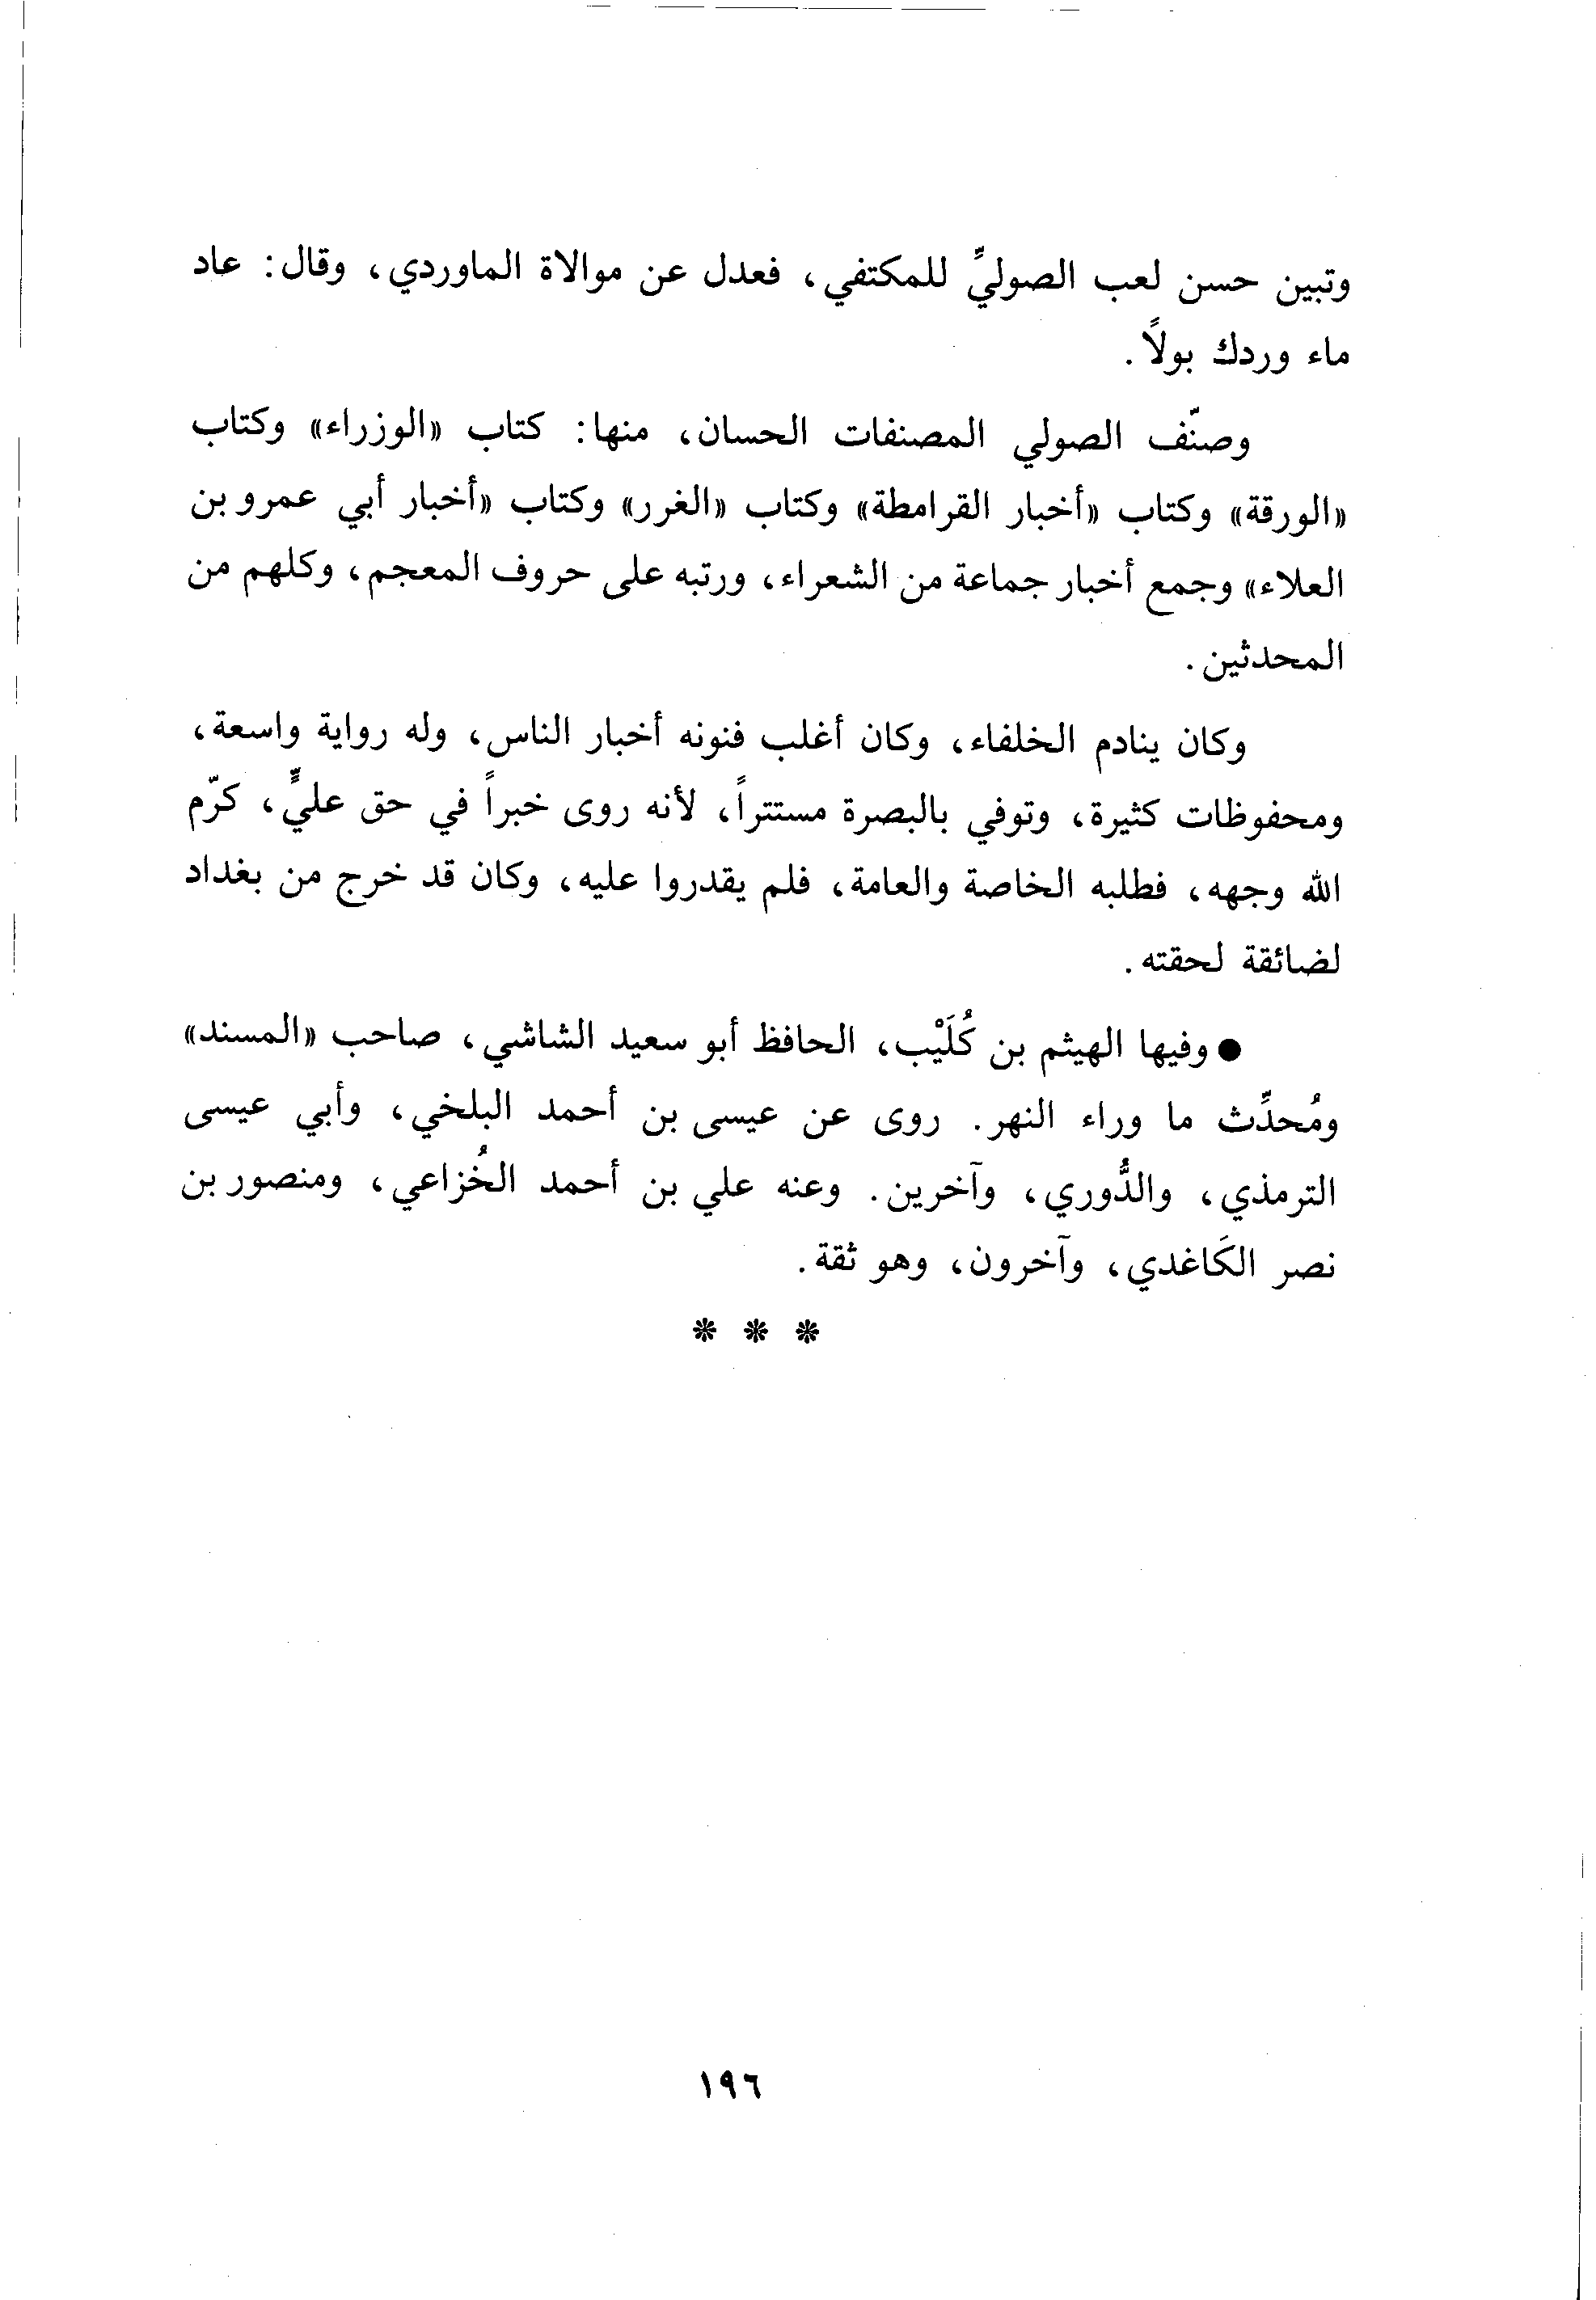 وتبين حسن لعب الصوليِّ للمكتفي، فعدل عن موالاة الماوردي، وقال: عاد
ماء وردك بولاً.
وصنّف الصولي المصنفات الحسان، منها: كتاب «الوزراء» وكتاب
«الورقة» وكتاب «أخبار القرامطة» وكتاب «الغرر» وكتاب «أخبار أبي عمرو بن
العلاء» وجمع أخبار جماعة من الشعراء، ورتبه على حروف المعجم، وكلهم من
المحدثين.
وكان ينادم الخلفاء، وكان أغلب فنونه أخبار الناس، وله رواية واسعة،
ومحفوظات كثيرة، وتوفي بالبصرة مستتراً، لأنه روى خبراً في حق عليٍّ، كرّم
الله وجهه، فطلبه الخاصة والعامة، فلم يقدروا عليه، وكان قد خرج من بغداد
لضائقة لحقته.
● وفيها الهيثم بن كُلَيْب، الحافظ أبو سعيد الشاشي، صاحب «المسند»
ومُحدِّث ما وراء النهر. روى عن عيسى بن أحمد البلخي، وأبي عيسى
الترمذي، والدُّوري، وآخرين. وعنه علي بن أحمد الخُزاعي، ومنصور بن
نصر الكَاغدي، وآخرون، وهو ثقة.
* * *
١٩٦